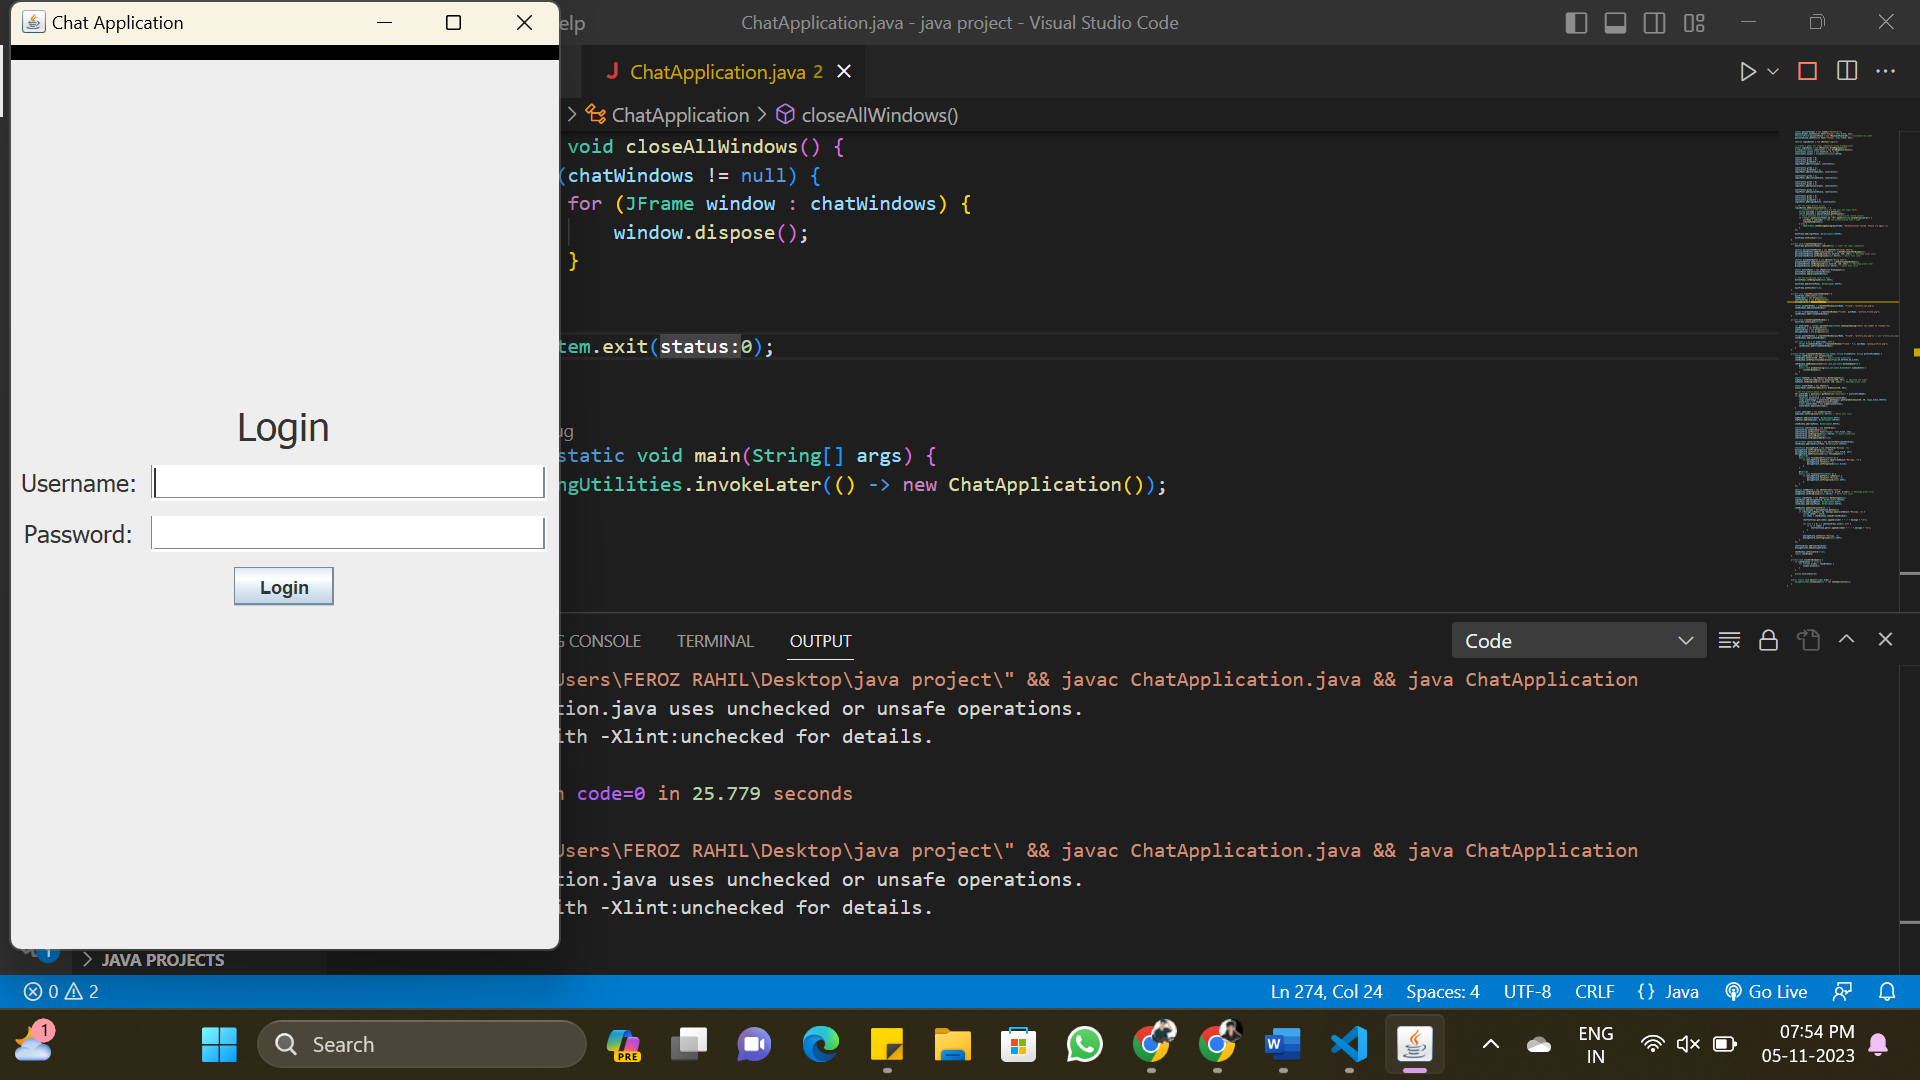 Chat Application
elp
ChatApplication.java - java project - Visual Studio Code
ChatApplication.java 2
ChatApplication > closeAllWindows()
void closeAllWindows() {
(chatWindows != null) {
for (JFrame window : chatWindows) {
window.dispose();
}
tem.exit(status:0);
ug
static void main(String[] args) {
ngUtilities.invokeLater(() -> new ChatApplication());
Login
Username:
Password:
Login
G CONSOLE
TERMINAL
OUTPUT
Code
Users\FEROZ RAHIL\Desktop\java project\" && javac ChatApplication.java && java ChatApplication
tion.java uses unchecked or unsafe operations.
ith -Xlint:unchecked for details.
code=0 in 25.779 seconds
Users\FEROZ RAHIL\Desktop\java project\" && javac ChatApplication.java && java ChatApplication
tion.java uses unchecked or unsafe operations.
ith -Xlint:unchecked for details.
1
JAVA PROJECTS
0 2
Ln 274, Col 24
Spaces: 4
UTF-8
CRLF
{} Java
Go Live
1
Search
PRE
W
ENG
IN
07:54 PM
05-11-2023